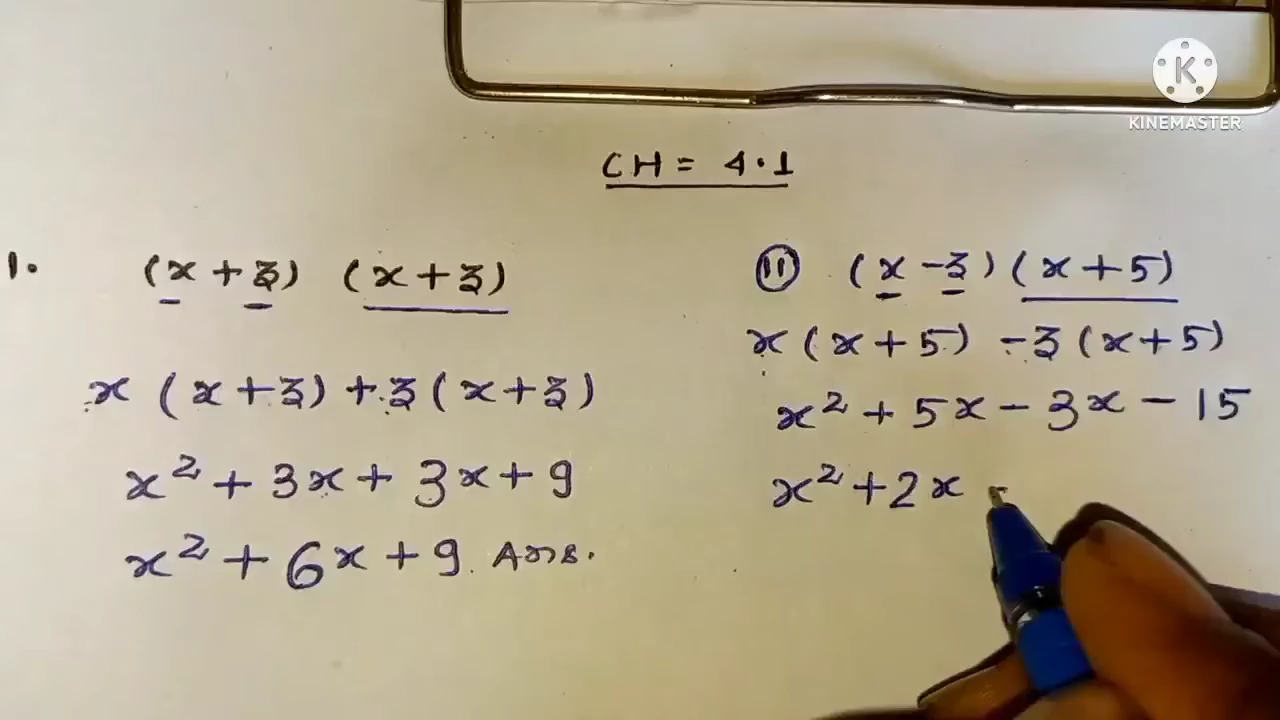 KINEMASTER
CH = 4.1
1. (x + 3) (x + 3)
x (x + 3) + 3 (x + 3)
x² + 3x + 3x + 9
x² + 6x + 9 Ans.
(11) (x - 3) (x + 5)
x (x + 5) - 3 (x + 5)
x² + 5x - 3x - 15
x² + 2x -